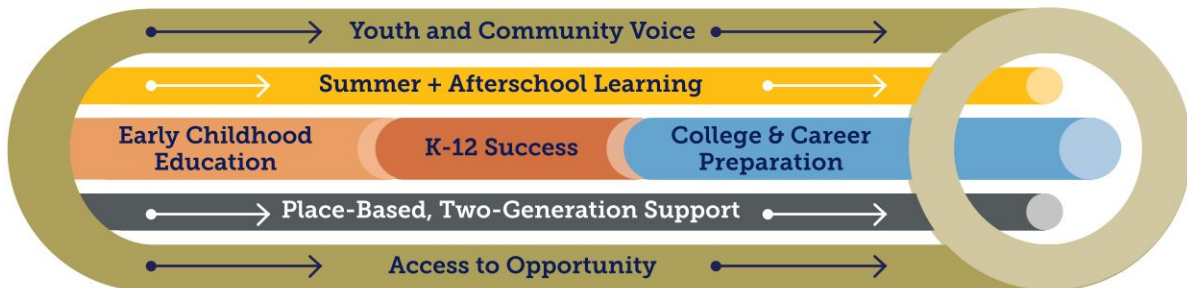 Youth and Community Voice
Summer + Afterschool Learning
Early Childhood
Education
K-12 Success
College & Career
Preparation
Place-Based, Two-Generation Support
Access to Opportunity